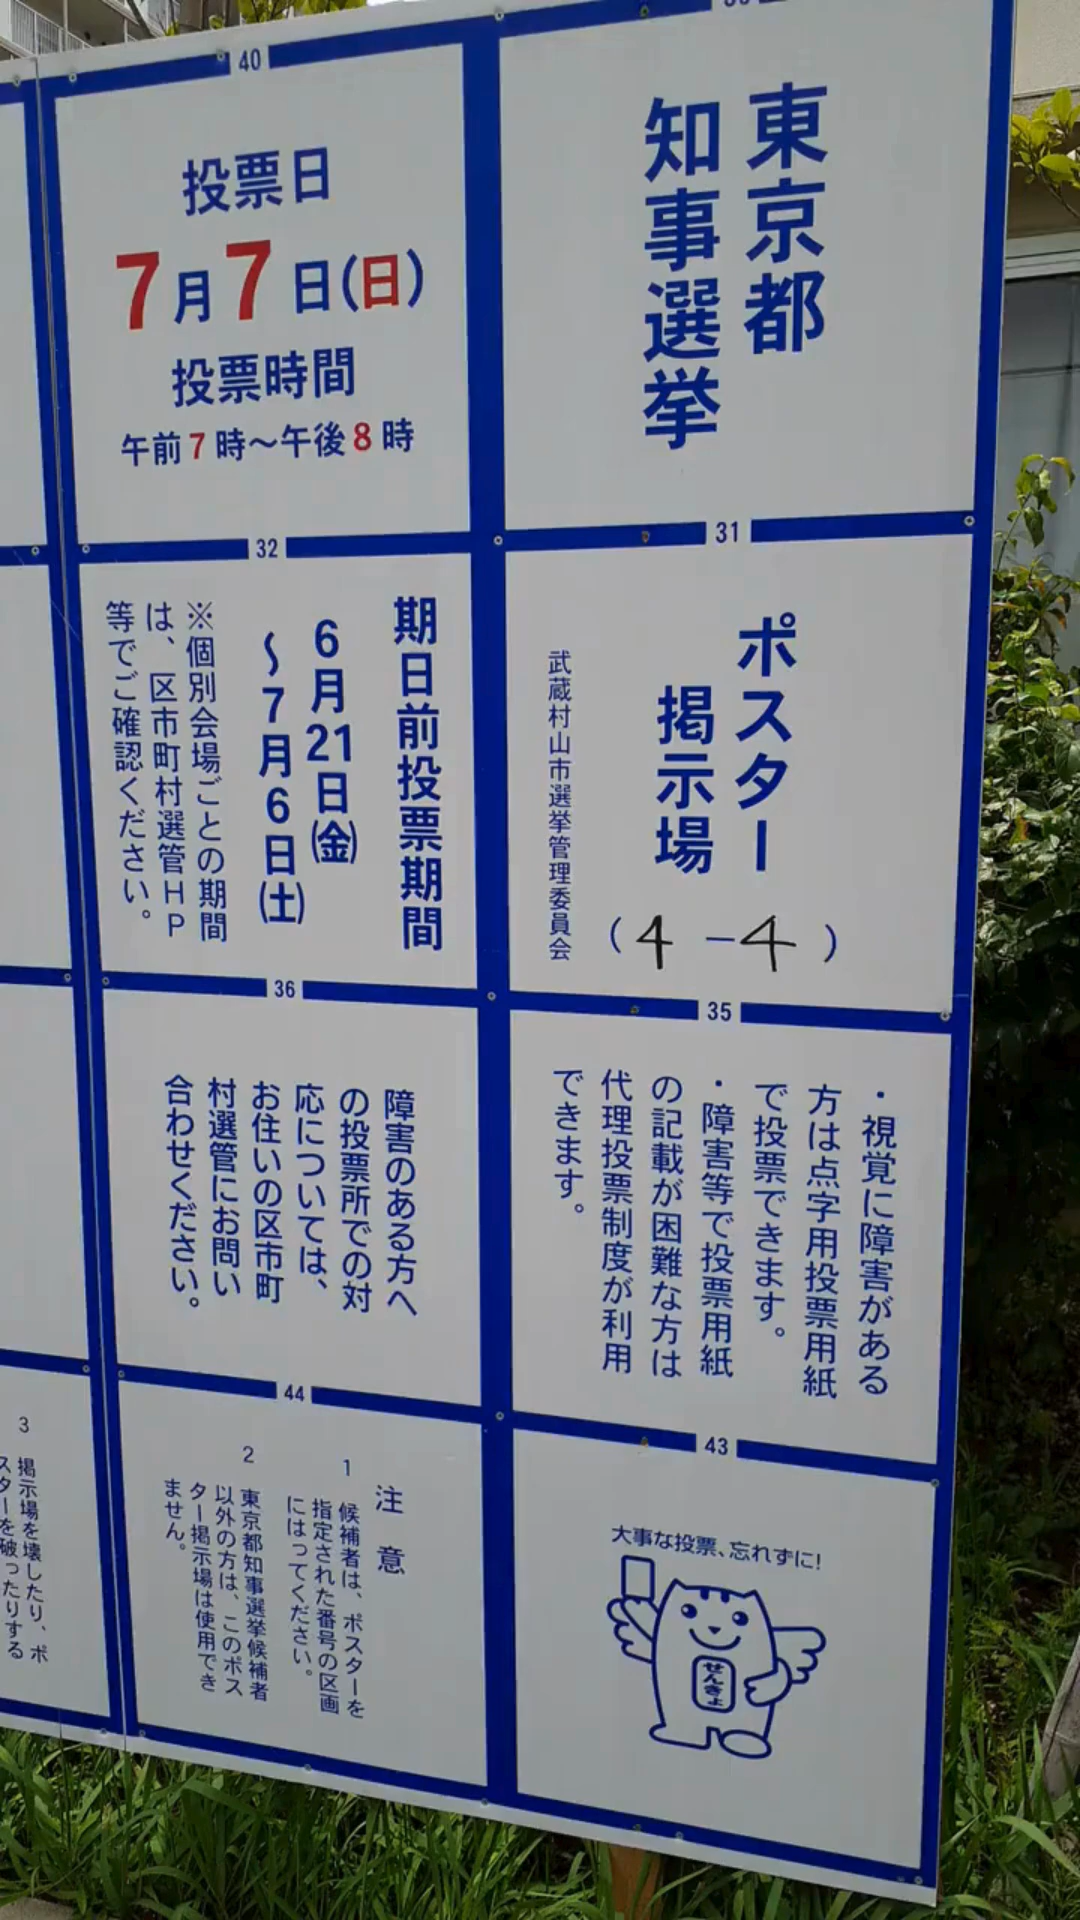 東京都
知事選挙
40
投票日
7月7日(日)
投票時間
午前7時～午後8時
31
ポスター
掲示場
(4-4)
武蔵村山市選挙管理委員会
32
期日前投票期間
6月21日(金)
～7月6日(土)
※個別会場ごとの期間
は、区市町村選管HP
等でご確認ください。
35
・視覚に障害がある
方は点字用投票用紙
で投票できます。
・障害等で投票用紙
の記載が困難な方は
代理投票制度が利用
できます。
36
障害のある方へ
の投票所での対
応については、
お住いの区市町
村選管にお問い
合わせください。
43
大事な投票、忘れずに!
せんきょ
44
注意
1 候補者は、ポスターを
指定された番号の区画
にはってください。
2 東京都知事選挙候補者
以外の方は、このポス
ター掲示場は使用でき
ません。
3 掲示場を壊したり、ポ
スターを破ったりする